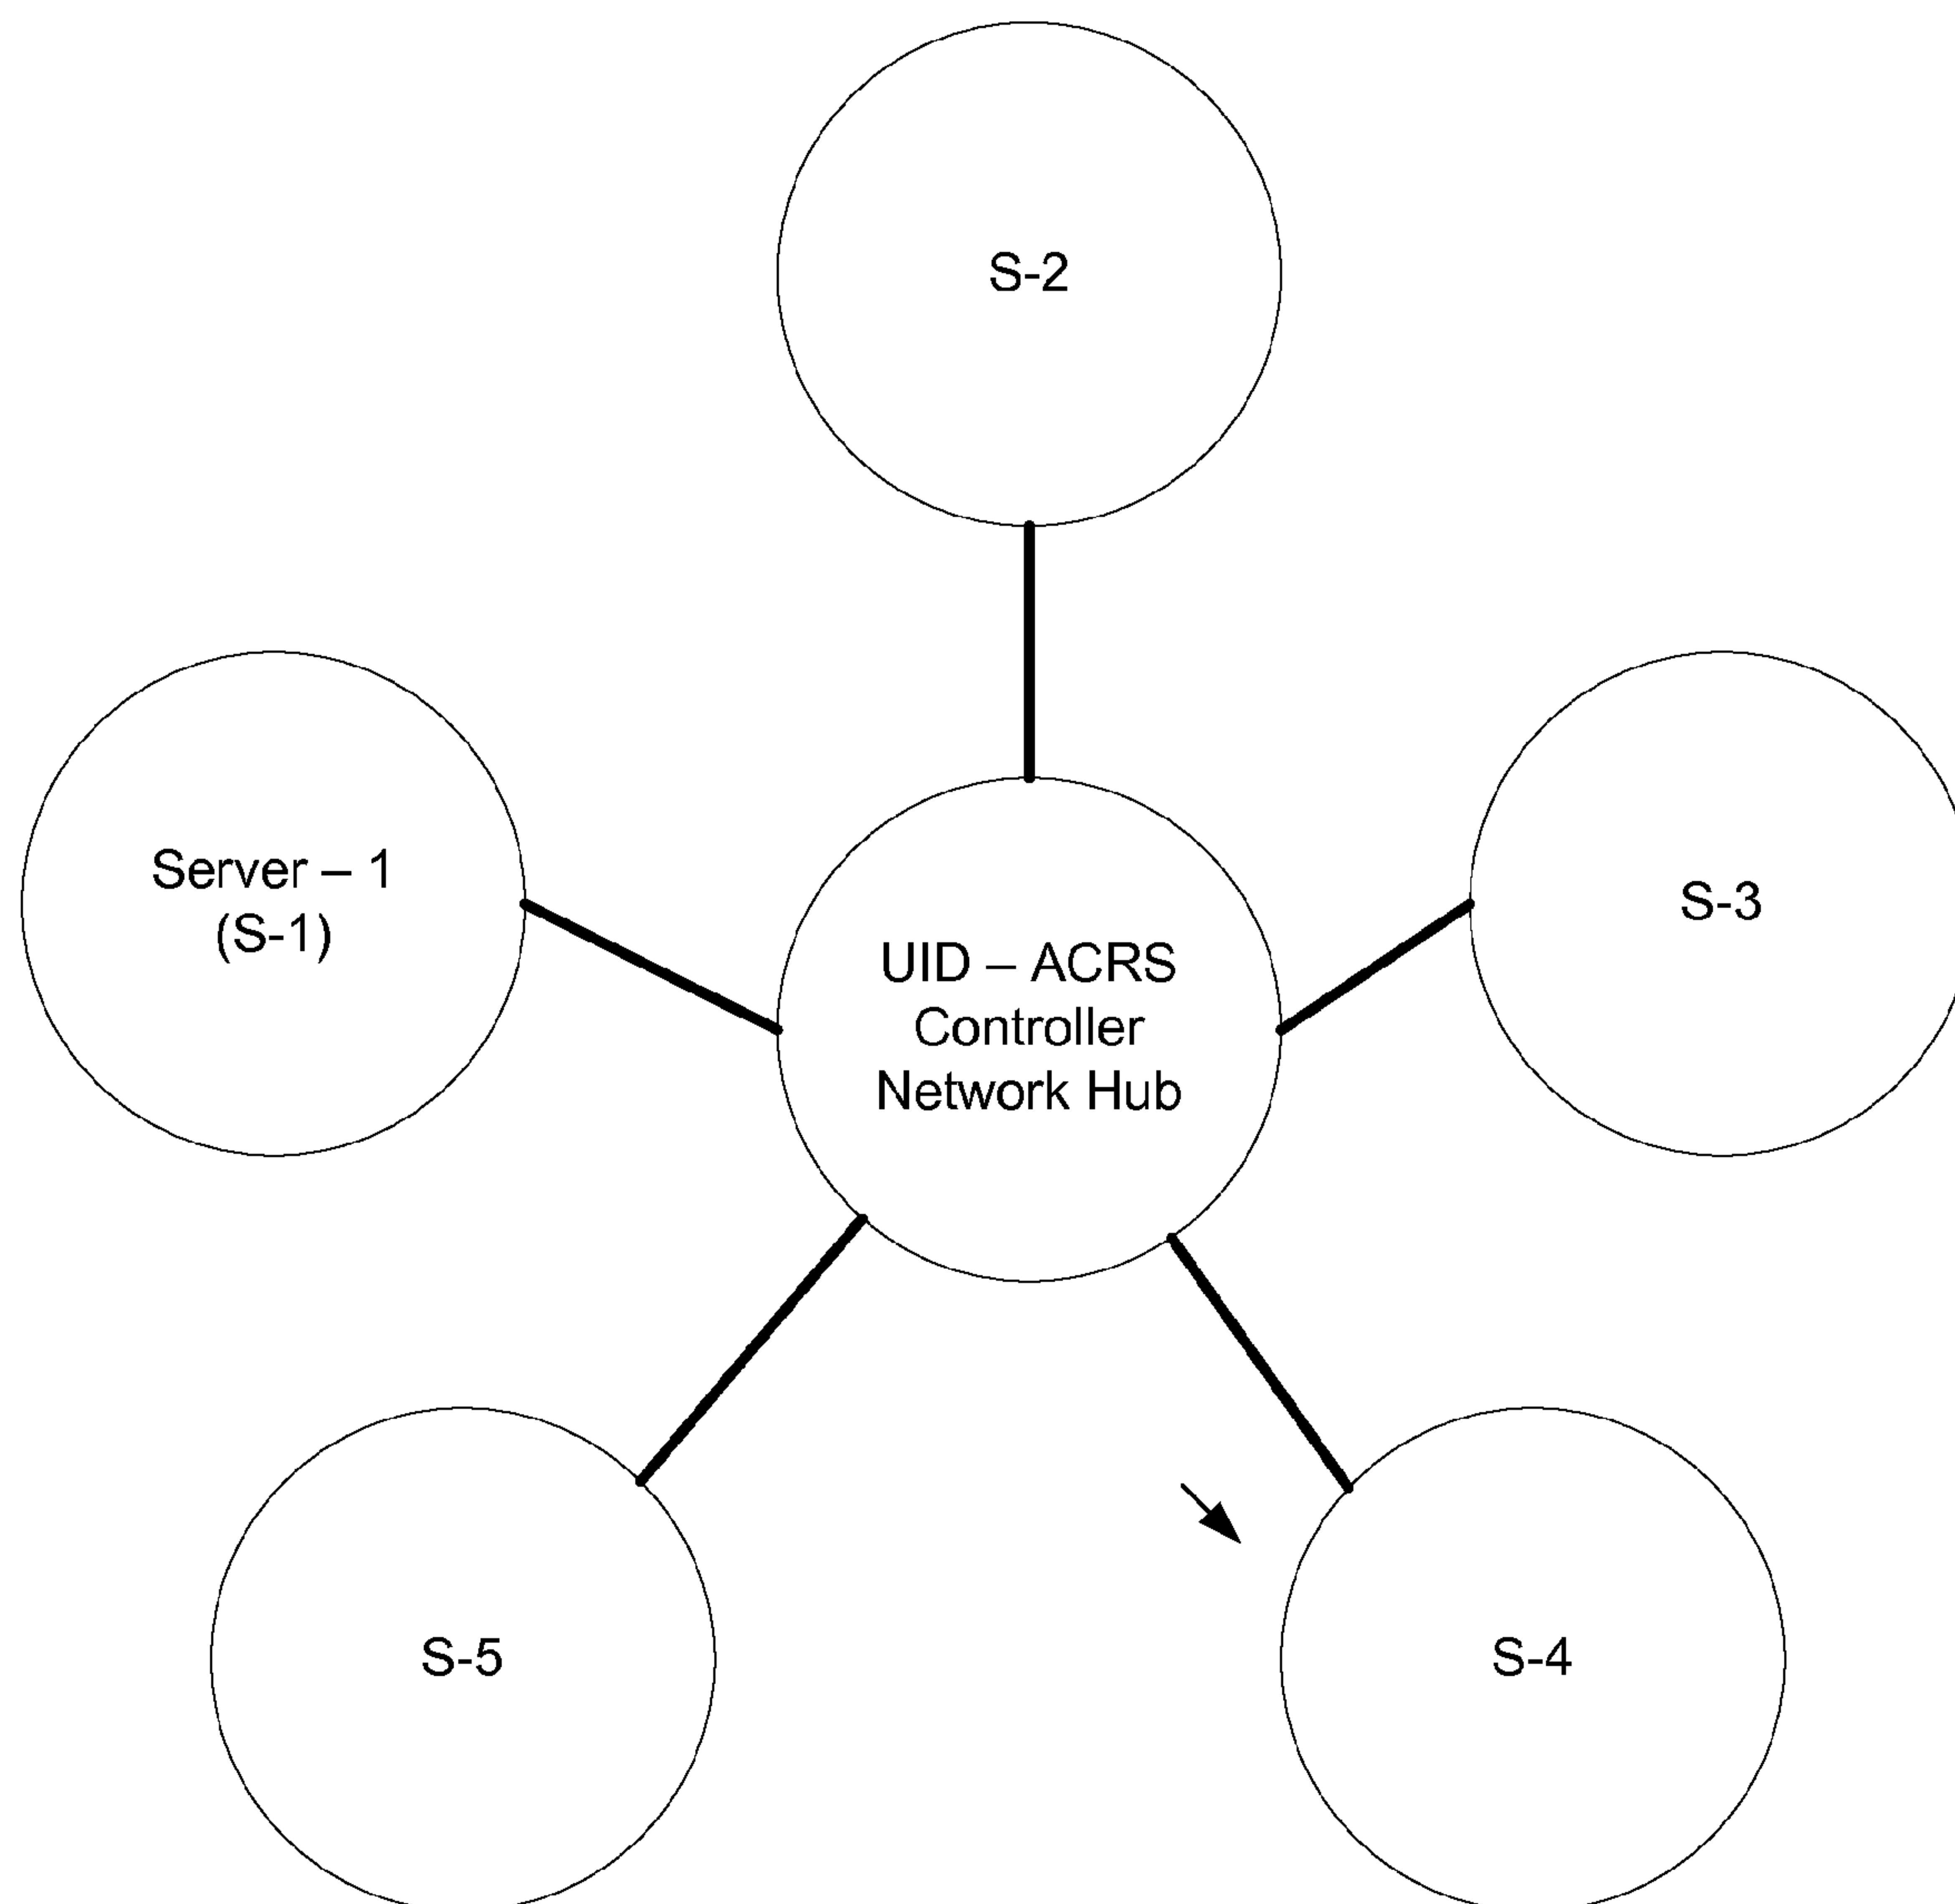 S-2
Server – 1
(S-1)
S-3
UID – ACRS
Controller
Network Hub
S-5
S-4